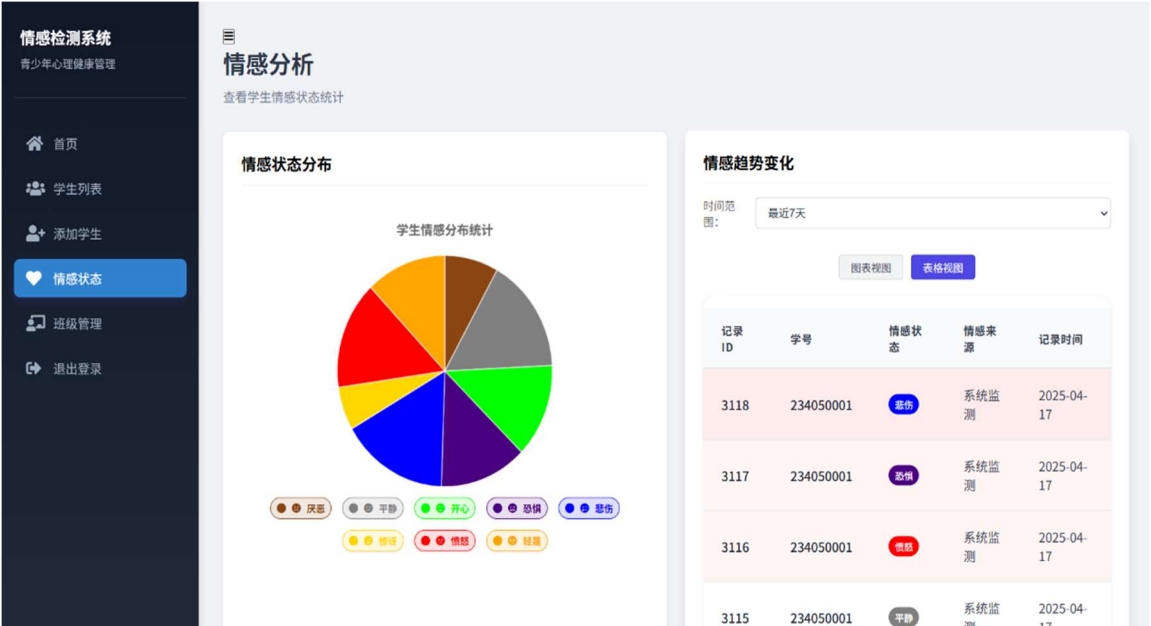 情感检测系统
青少年心理健康管理
首页
学生列表
添加学生
情感状态
班级管理
退出登录
情感分析
查看学生情感状态统计
情感状态分布
学生情感分布统计
厌恶 平静 开心 恐惧 悲伤
惊讶 愤怒 轻蔑
情感趋势变化
时间范
围：
最近7天
图表视图 表格视图
记录
ID
学号
情感状
态
情感来
源
记录时间
3118 234050001 悲伤 系统监
测
2025-04-
17
3117 234050001 恐惧 系统监
测
2025-04-
17
3116 234050001 愤怒 系统监
测
2025-04-
17
3115 234050001 平静 系统监
测
2025-04-
17